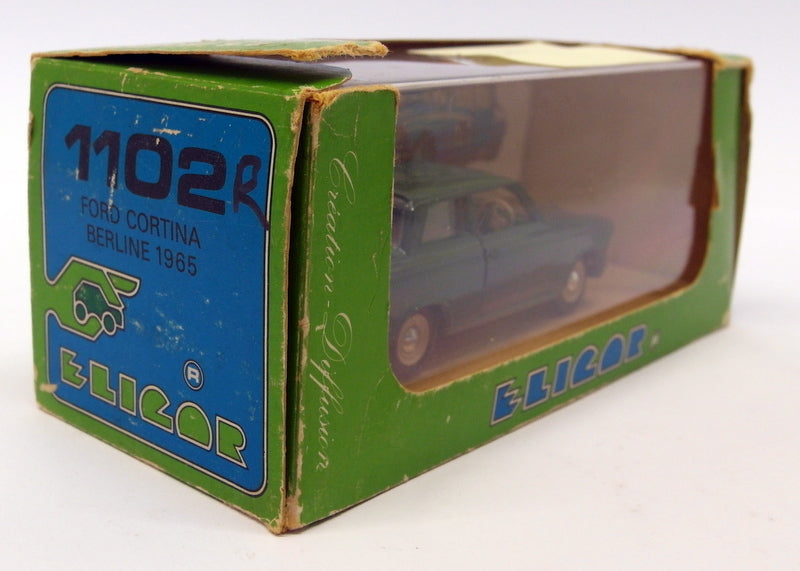 1102R
FORD CORTINA
BERLINE 1965
R
ELIGOR
Création-Diffusion
ELIGOR